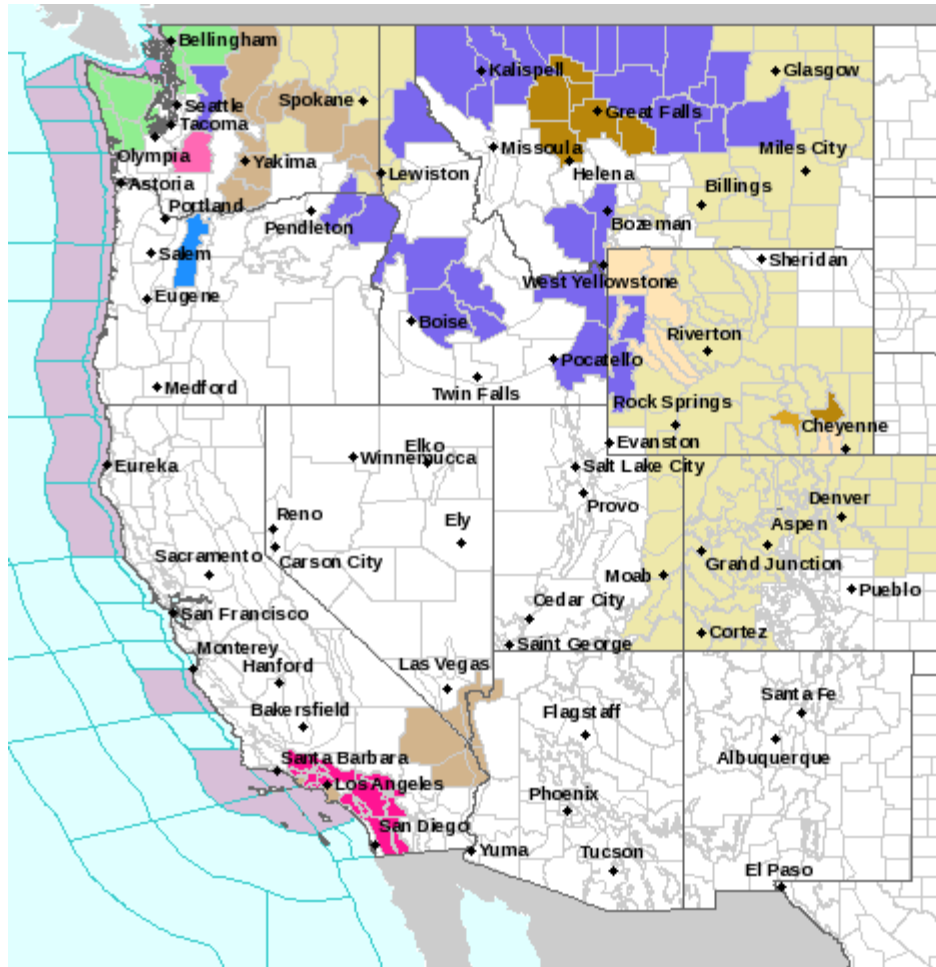 Bellingham
Kalispell
Glasgow
Spokane
Seattle
Great Falls
Tacoma
Olympia
Yakima
Missoula
Miles City
Helena
Lewiston
Astoria
Billings
Portland
Pendleton
Bozeman
Salem
Sheridan
West Yellowstone
Eugene
Boise
Riverton
Pocatello
Medford
Twin Falls
Rock Springs
Cheyenne
Evanston
Elko
Winnemucca
Eureka
Salt Lake City
Provo
Denver
Reno
Ely
Aspen
Carson City
Grand Junction
Sacramento
Moab
Pueblo
San Francisco
Cedar City
Cortez
Saint George
Monterey
Hanford
Las Vegas
Santa Fe
Bakersfield
Flagstaff
Albuquerque
Santa Barbara
Los Angeles
Phoenix
San Diego
Yuma
Tucson
El Paso